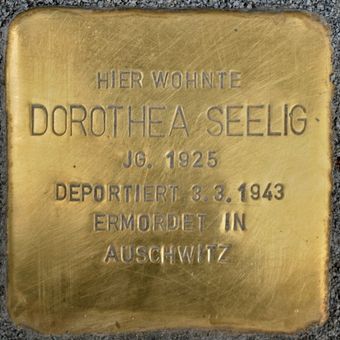 HIER WOHNTE
DOROTHEA SEELIG
JG. 1925
DEPORTIERT 3.3.1943
ERMORDET IN
AUSCHWITZ